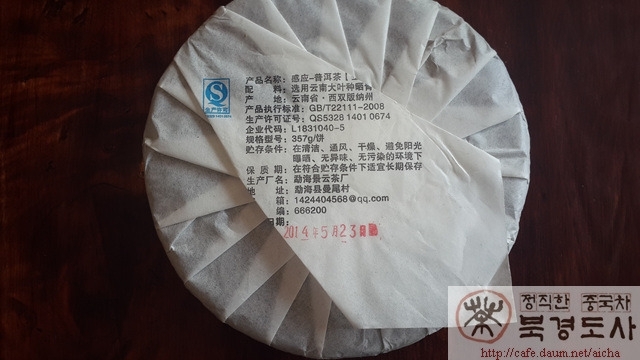 产品名称：感应-普洱茶【
配　　料：选用云南大叶种晒青
产　　地：云南省·西双版纳州
产品执行标准：GB/T22111-2008
生产许可证号：QS5328 1401 0674
企业代码：L1831040-5
规格型号：357g/饼
贮存条件：在清洁、通风、干燥、避免阳光
曝晒、无异味、无污染的环境下
保 质 期：在符合贮存条件下适宜长期保存
生产厂名：勐海景云茶厂
地　　址：勐海县曼尾村
箱：1424404568@qq.com
编：666200
日期：
2014年5月23日
生产许可
정직한 중국차
북경도사
http://cafe.daum.net/aicha